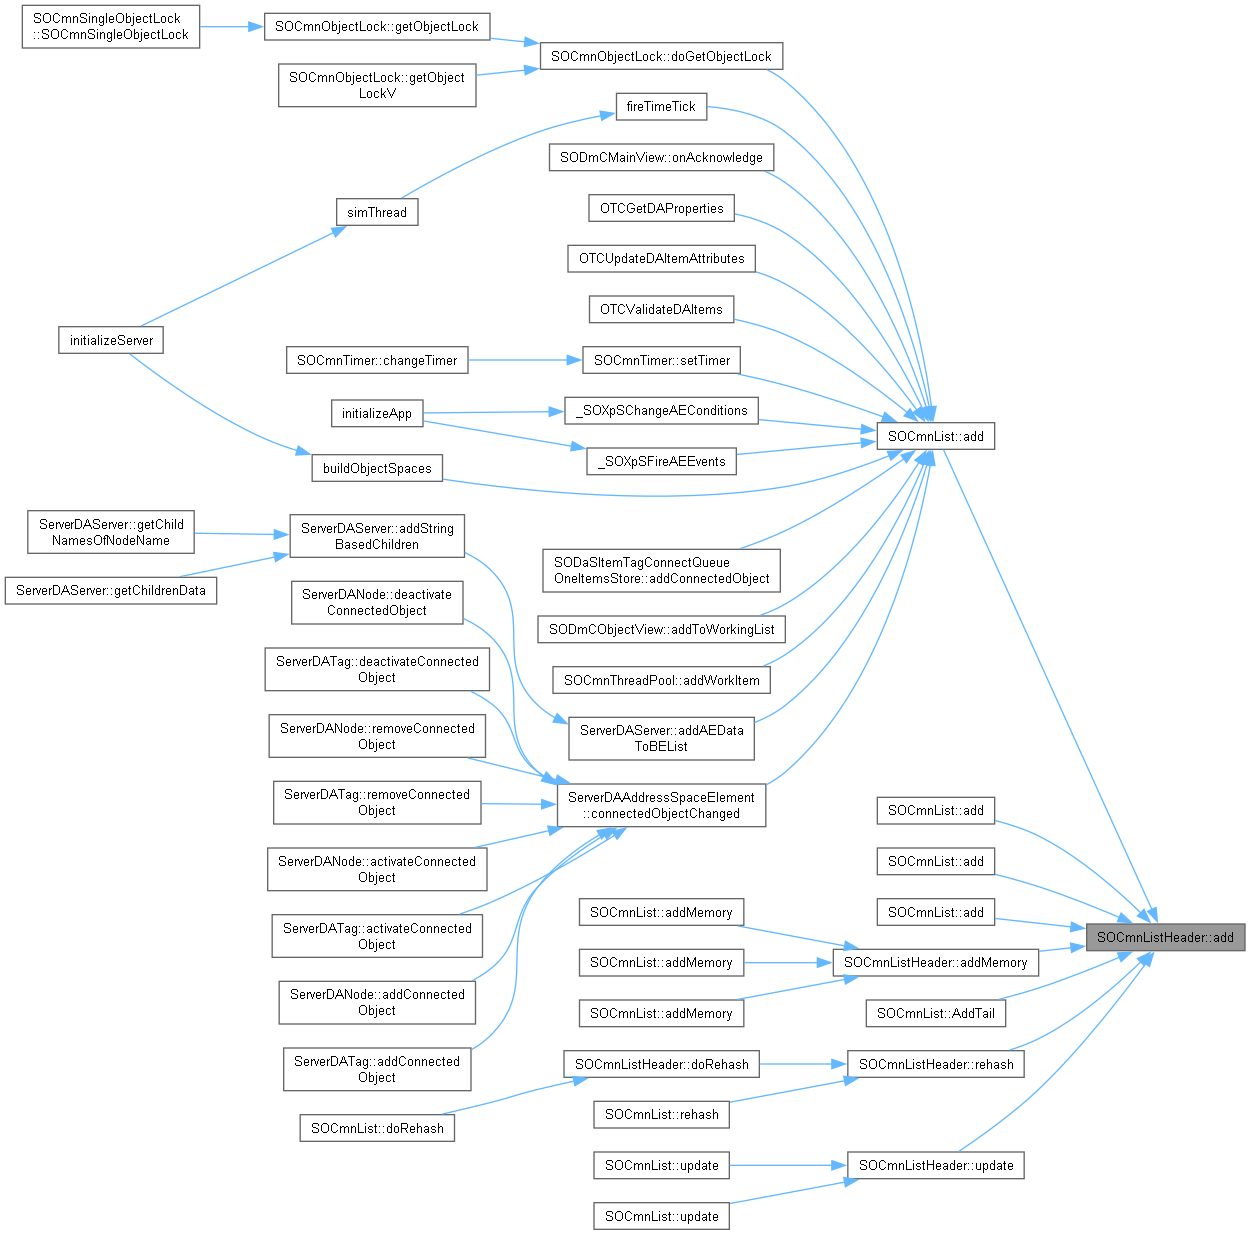 SOCmnSingleObjectLock
::SOCmnSingleObjectLock
SOCmnObjectLock::getObjectLock
SOCmnObjectLock::getObject
LockV
SOCmnObjectLock::doGetObjectLock
fireTimeTick
SODmCMainView::onAcknowledge
simThread
OTCGetDAProperties
OTCUpdateDAItemAttributes
OTCValidateDAItems
initializeServer
SOCmnTimer::changeTimer
SOCmnTimer::setTimer
initializeApp
_SOXpSChangeAEConditions
SOCmnList::add
_SOXpSFireAEEvents
buildObjectSpaces
ServerDAServer::getChild
NamesOfNodeName
ServerDAServer::addString
BasedChildren
ServerDAServer::getChildrenData
SODaSItemTagConnectQueue
OneItemsStore::addConnectedObject
ServerDANode::deactivate
ConnectedObject
SODmCObjectView::addToWorkingList
ServerDATag::deactivateConnected
Object
SOCmnThreadPool::addWorkItem
ServerDANode::removeConnected
Object
ServerDAServer::addAEData
ToBEList
ServerDATag::removeConnected
Object
ServerDAAddressSpaceElement
::connectedObjectChanged
SOCmnList::add
ServerDANode::activateConnected
Object
SOCmnList::add
SOCmnList::addMemory
SOCmnList::add
ServerDATag::activateConnected
Object
SOCmnListHeader::add
SOCmnList::addMemory
SOCmnListHeader::addMemory
ServerDANode::addConnected
Object
SOCmnList::addMemory
SOCmnList::AddTail
ServerDATag::addConnected
Object
SOCmnListHeader::doRehash
SOCmnListHeader::rehash
SOCmnList::doRehash
SOCmnList::rehash
SOCmnList::update
SOCmnListHeader::update
SOCmnList::update